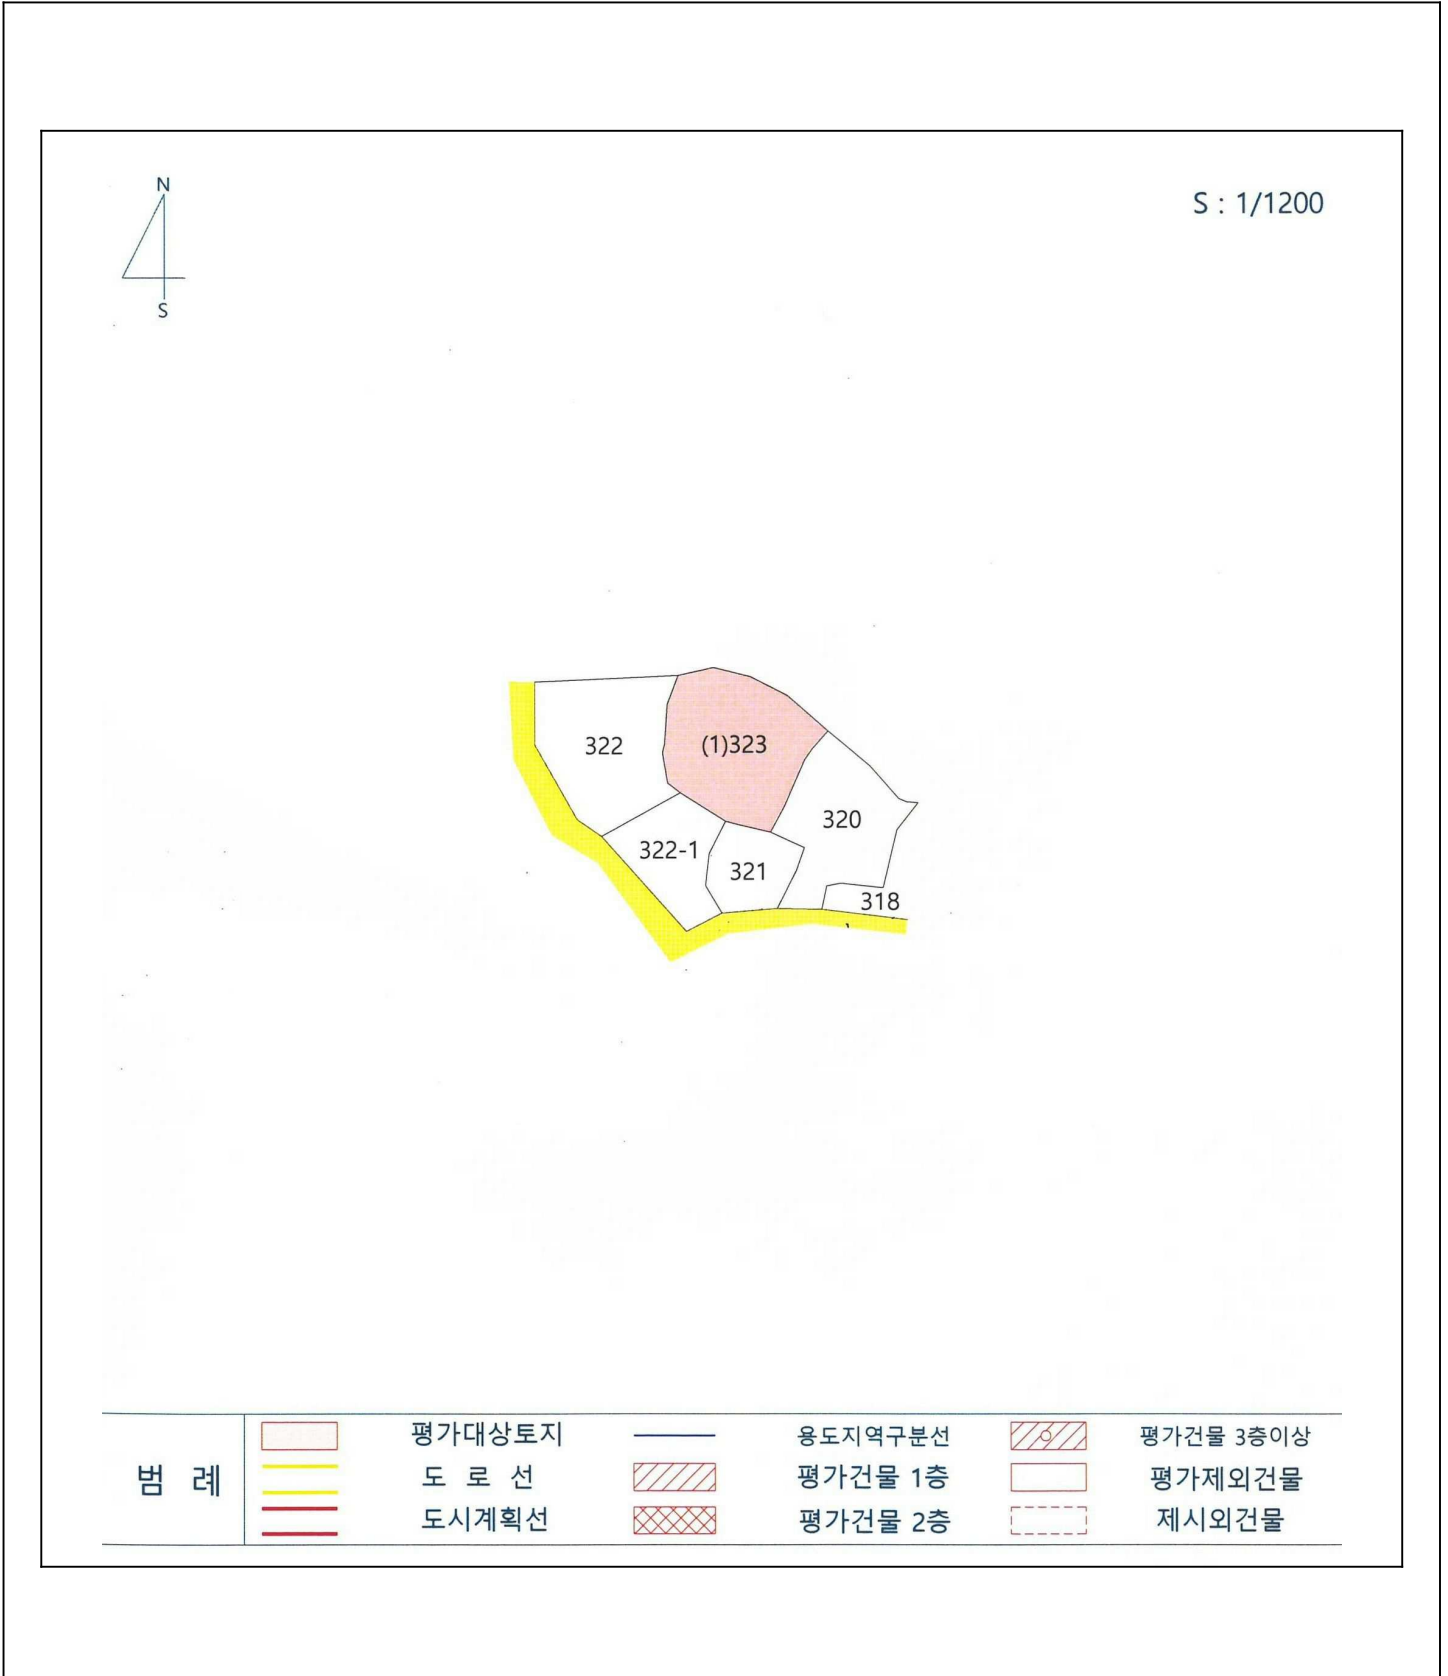 N
S : 1/1200
S
322
(1)323
320
322-1
321
318
범 례
평가대상토지
용도지역구분선
평가건물 3층이상
도 로 선
평가건물 1층
평가제외건물
도시계획선
평가건물 2층
제시외건물